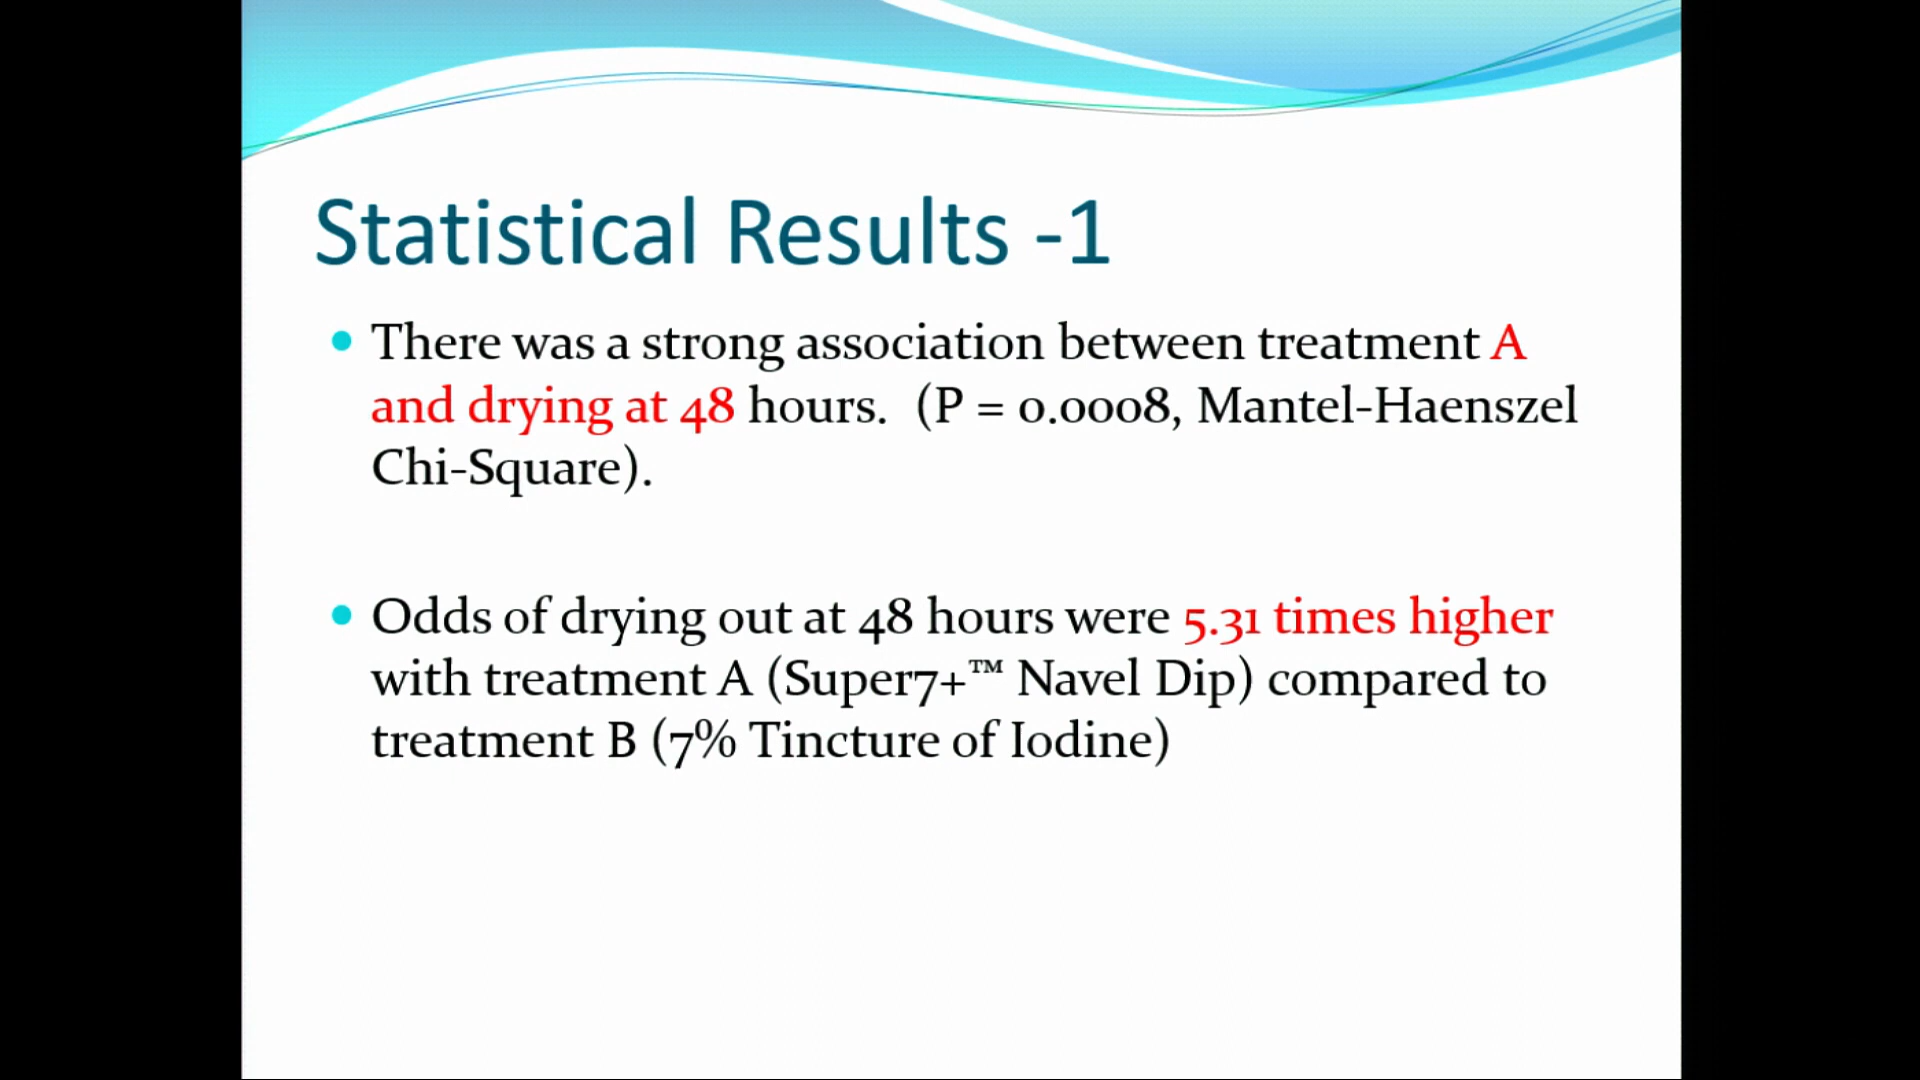 Statistical Results -1
There was a strong association between treatment A
and drying at 48 hours.  (P = 0.0008, Mantel-Haenszel
Chi-Square).
Odds of drying out at 48 hours were 5.31 times higher
with treatment A (Super7+™ Navel Dip) compared to
treatment B (7% Tincture of Iodine)